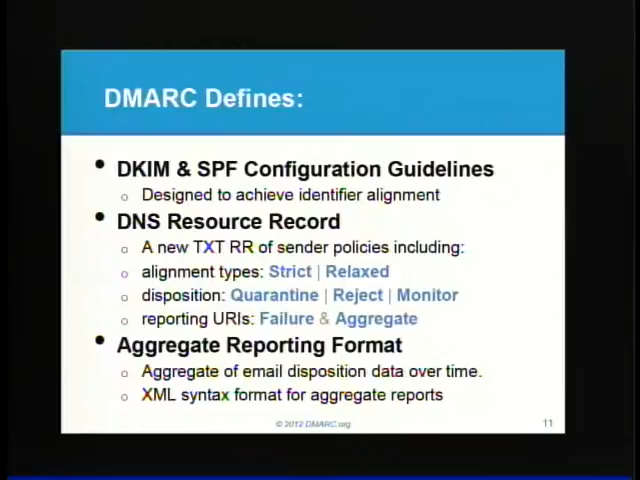 DMARC Defines:
• DKIM & SPF Configuration Guidelines
o Designed to achieve identifier alignment
• DNS Resource Record
o A new TXT RR of sender policies including:
o alignment types: Strict | Relaxed
o disposition: Quarantine | Reject | Monitor
o reporting URIs: Failure & Aggregate
• Aggregate Reporting Format
o Aggregate of email disposition data over time.
o XML syntax format for aggregate reports
© 2012 DMARC.org
11